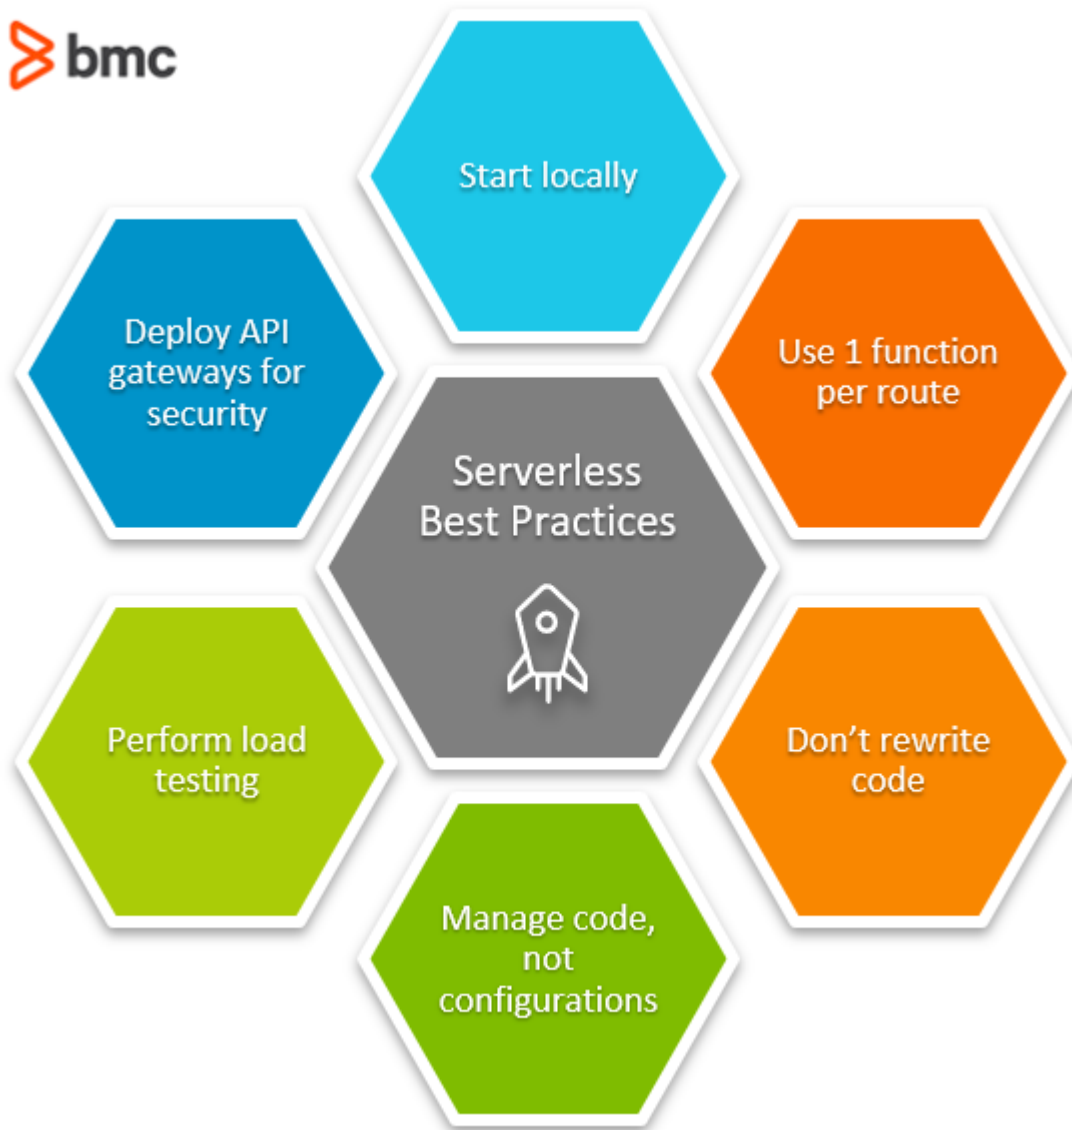 bmc
Start locally
Use 1 function
per route
Don’t rewrite
code
Manage code,
not
configurations
Perform load
testing
Deploy API
gateways for
security
Serverless
Best Practices